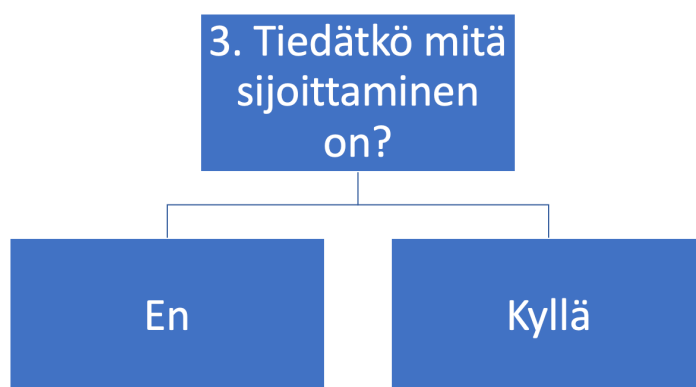 3. Tiedätkö mitä
sijoittaminen
on?
En
Kyllä